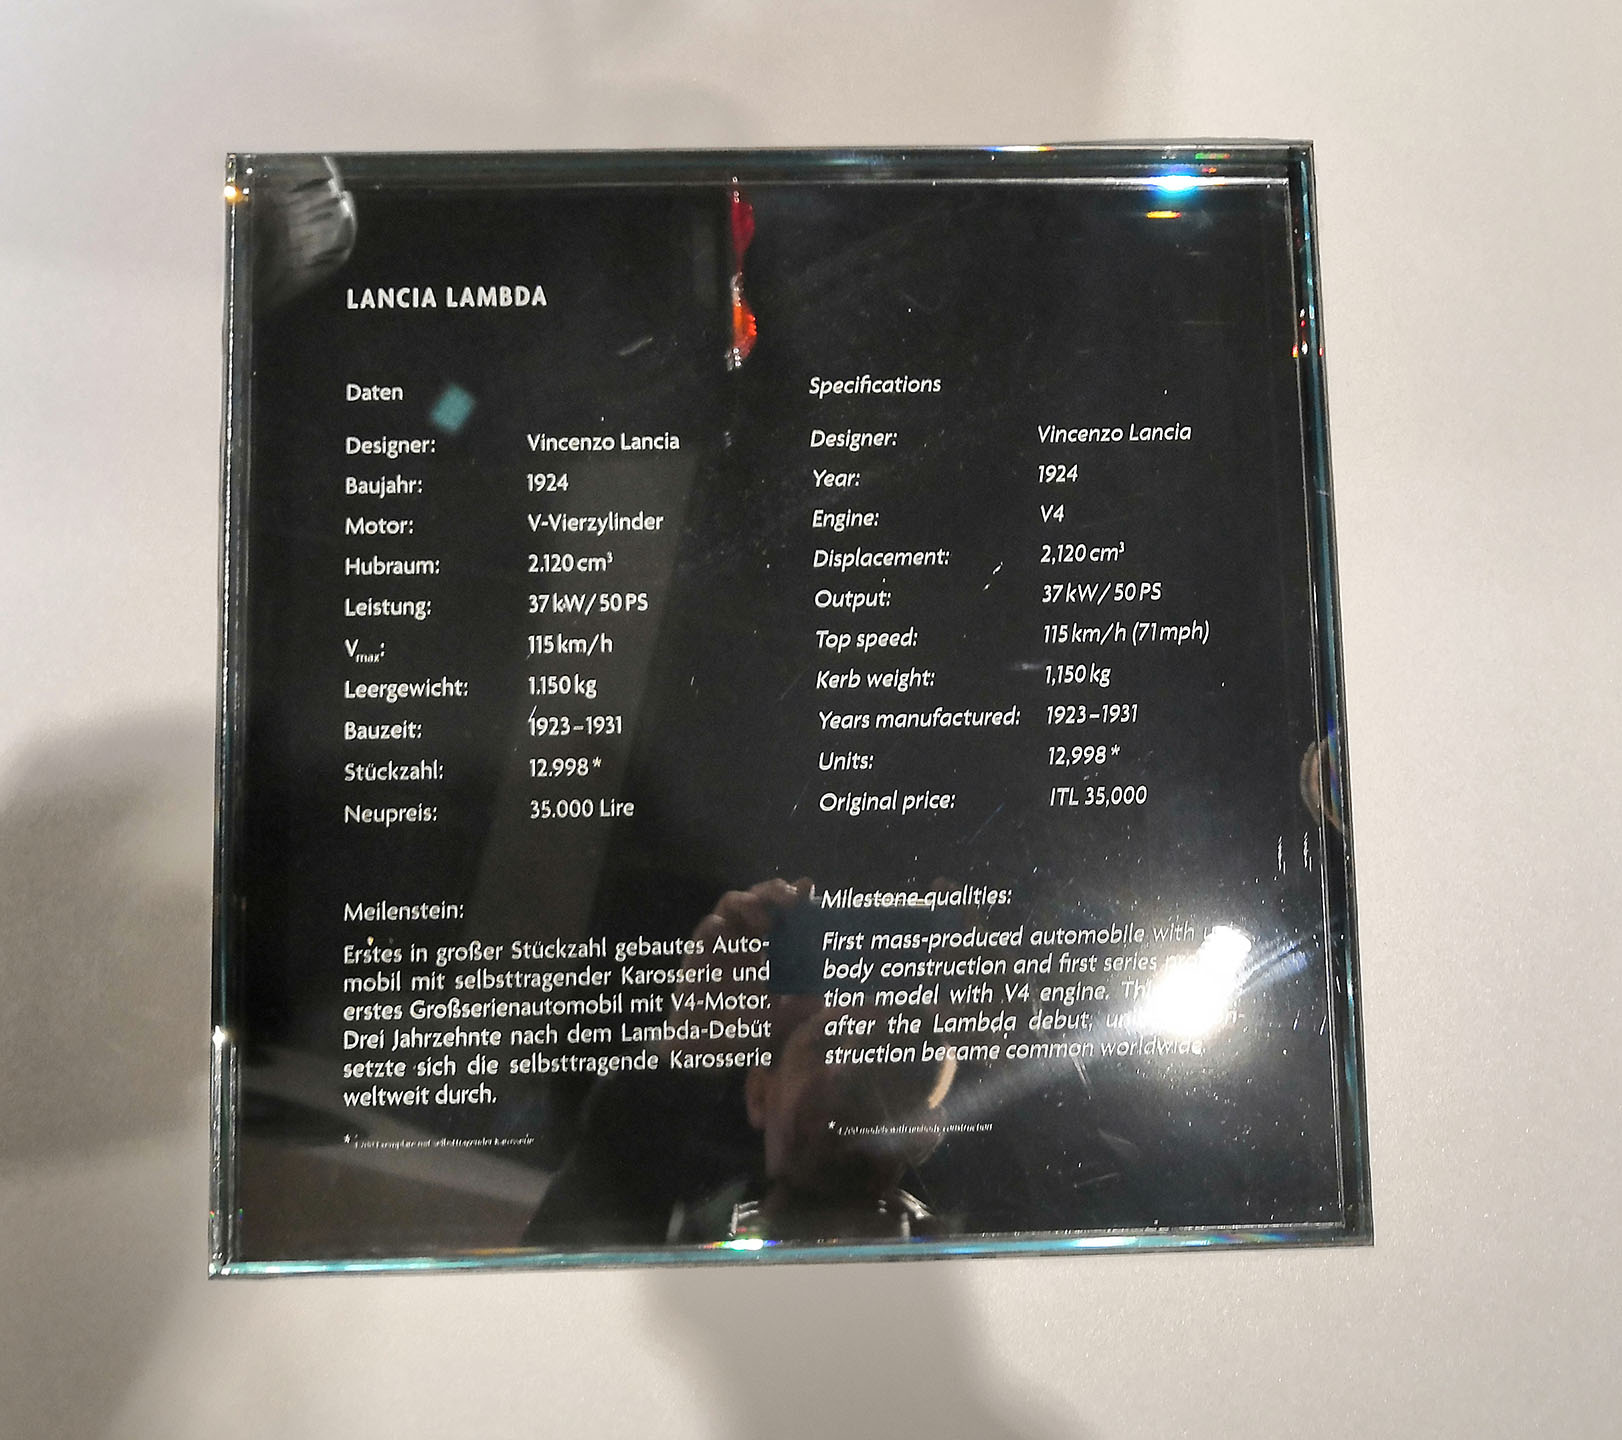 LANCIA LAMBDA
Daten
Designer: Vincenzo Lancia
Baujahr: 1924
Motor: V-Vierzylinder
Hubraum: 2.120 cm³
Leistung: 37 kW/50 PS
Vmax: 115 km/h
Leergewicht: 1.150 kg
Bauzeit: 1923–1931
Stückzahl: 12.998*
Neupreis: 35.000 Lire
Meilenstein:
Erstes in großer Stückzahl gebautes Auto-
mobil mit selbsttragender Karosserie und
erstes Großserienautomobil mit V4-Motor.
Drei Jahrzehnte nach dem Lambda-Debüt
setzte sich die selbsttragende Karosserie
weltweit durch.
* selbsttragender Karosserie
Specifications
Designer: Vincenzo Lancia
Year: 1924
Engine: V4
Displacement: 2,120 cm³
Output: 37 kW/50 PS
Top speed: 115 km/h (71 mph)
Kerb weight: 1,150 kg
Years manufactured: 1923–1931
Units: 12,998*
Original price: ITL 35,000
Milestone qualities:
First mass-produced automobile with
body construction and first series
tion model with V4 engine.
after the Lambda debut,
struction became common worldwide.
* models with unibody construction